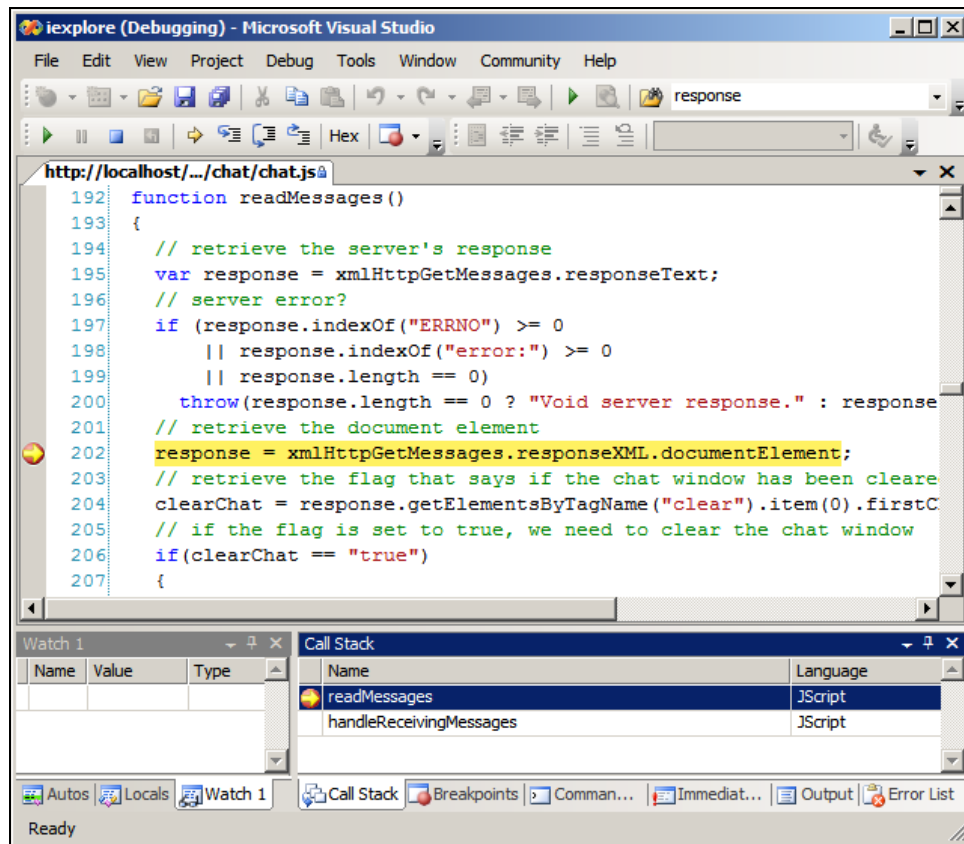 iexplore (Debugging) - Microsoft Visual Studio
File Edit View Project Debug Tools Window Community Help
response
Hex
http://localhost/.../chat/chat.js
192 function readMessages()
193 {
194 // retrieve the server's response
195 var response = xmlHttpGetMessages.responseText;
196 // server error?
197 if (response.indexOf("ERRNO") >= 0
198 || response.indexOf("error:") >= 0
199 || response.length == 0)
200 throw(response.length == 0 ? "Void server response." : response
201 // retrieve the document element
202 response = xmlHttpGetMessages.responseXML.documentElement;
203 // retrieve the flag that says if the chat window has been cleare
204 clearChat = response.getElementsByTagName("clear").item(0).firstC
205 // if the flag is set to true, we need to clear the chat window
206 if(clearChat == "true")
207 {
Watch 1 Call Stack
Name Value Type Name Language
readMessages JScript
handleReceivingMessages JScript
Autos Locals Watch 1 Call Stack Breakpoints Comman... Immediat... Output Error List
Ready